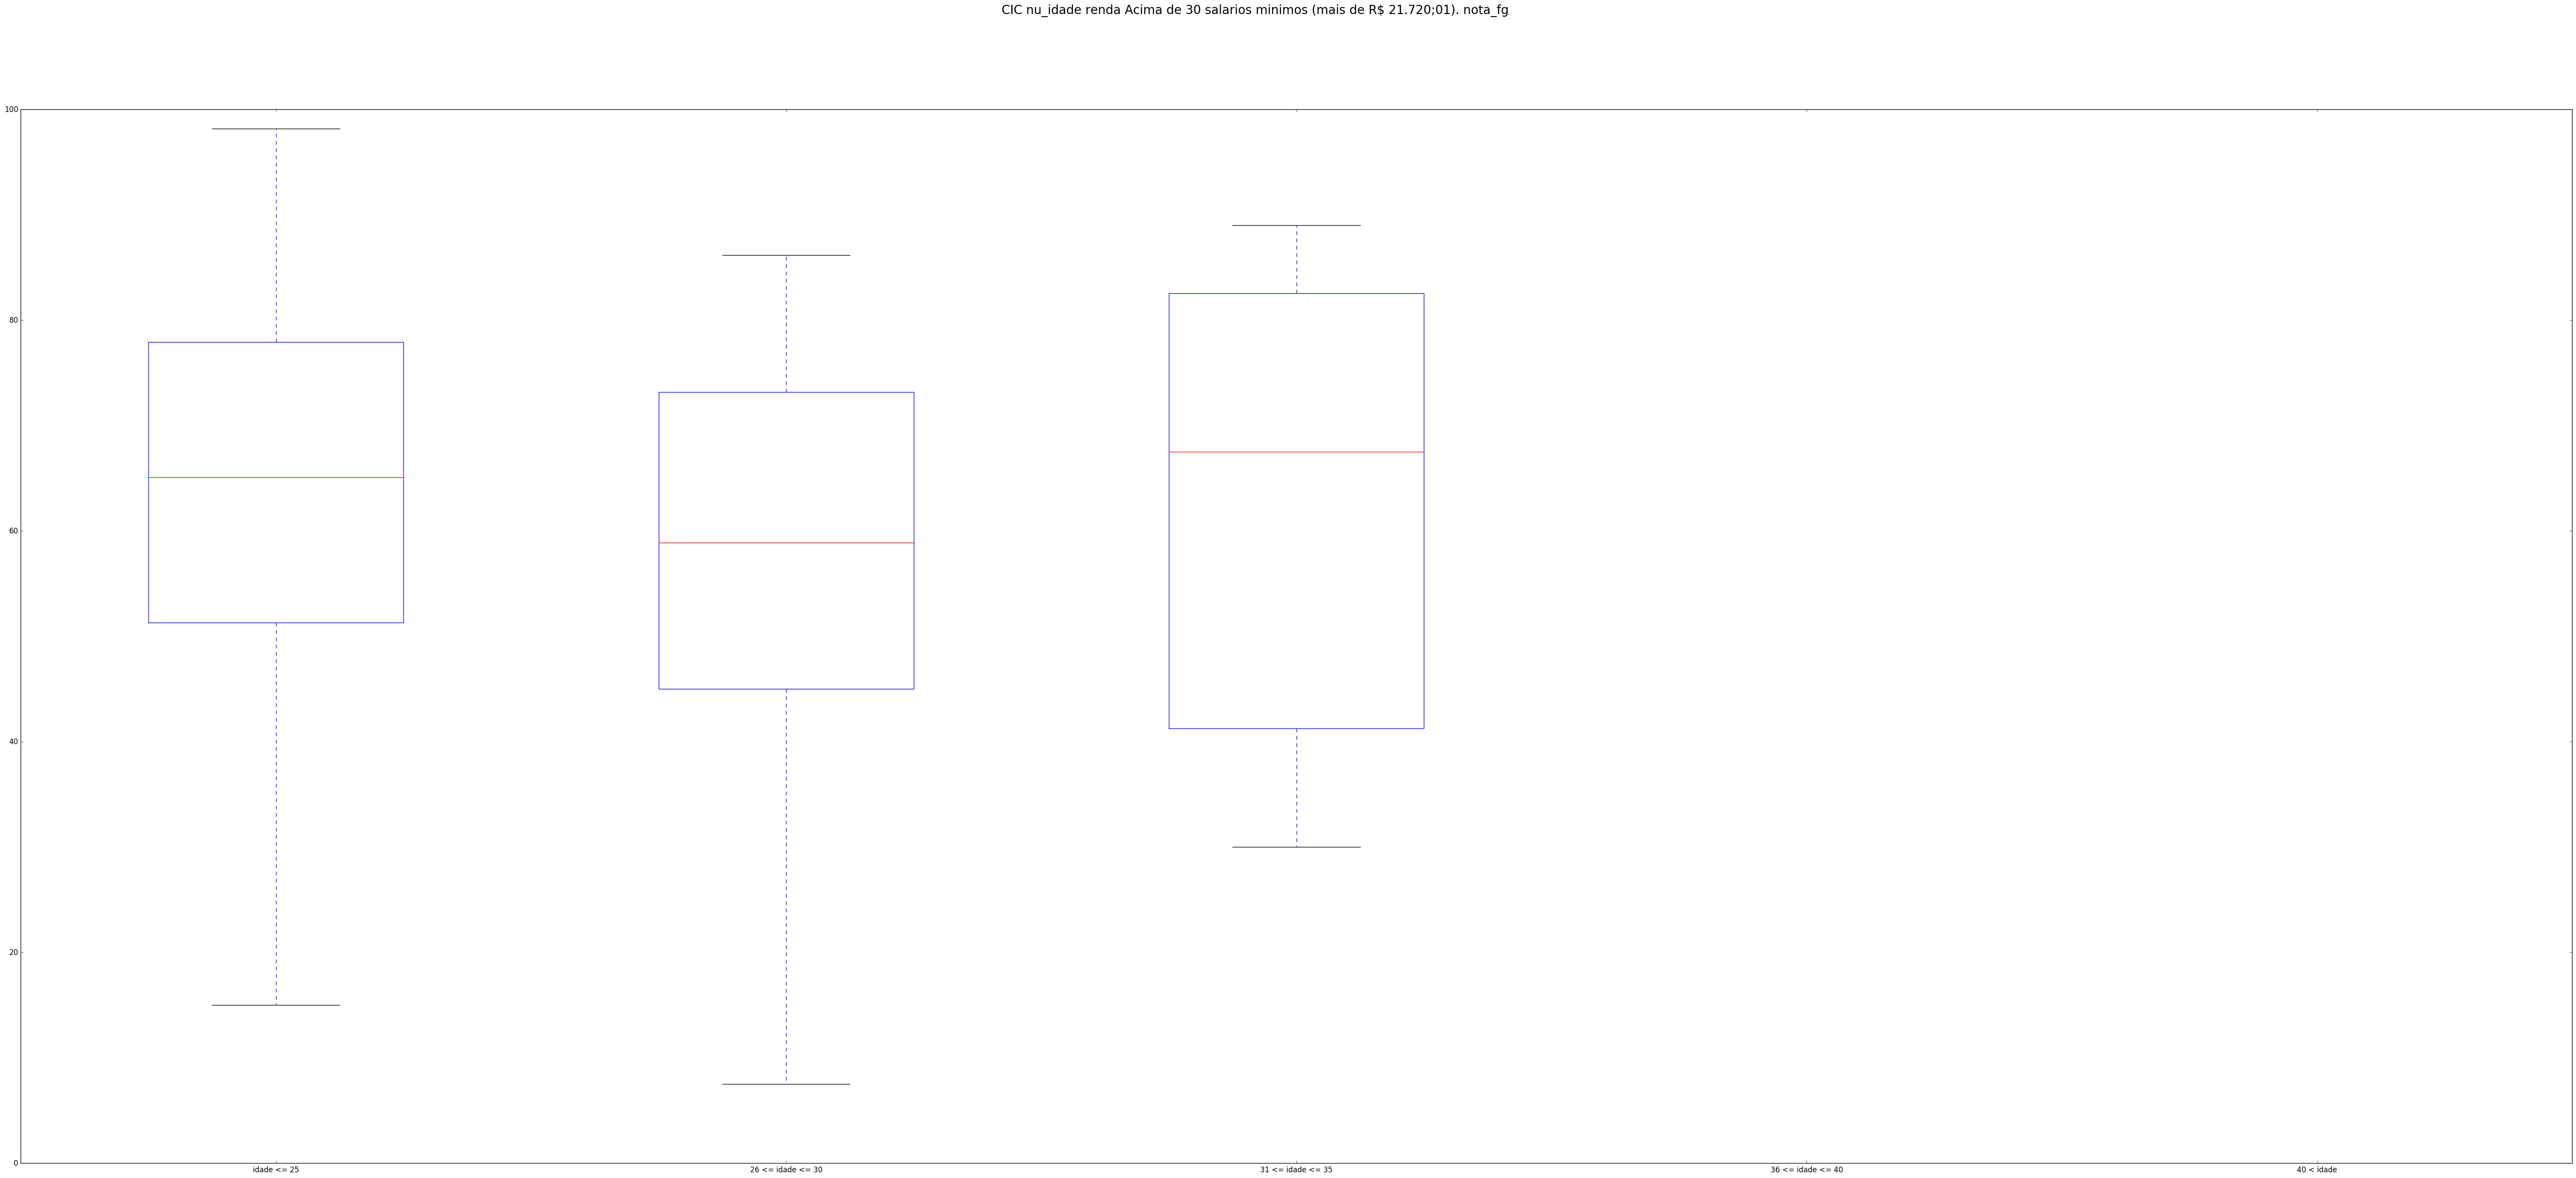 CIC nu_idade renda Acima de 30 salarios minimos (mais de R$ 21.720;01). nota_fg
100
80
60
40
20
0
idade <= 25
26 <= idade <= 30
31 <= idade <= 35
36 <= idade <= 40
40 < idade